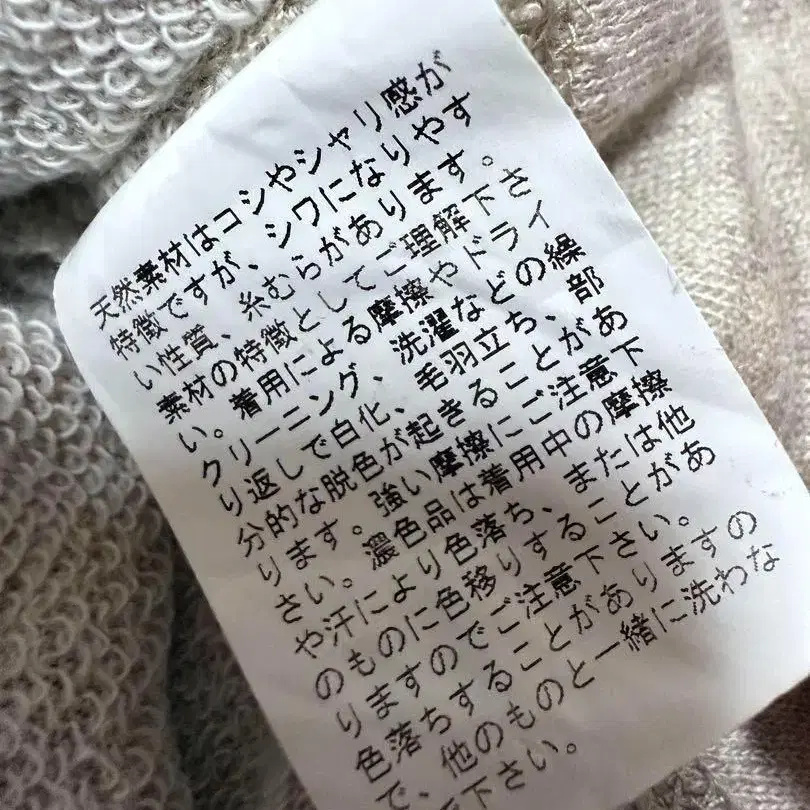 天然素材はコシやシャリ感が
特徴ですが、シワになりやす
い性質、糸むらがあります。
素材の特徴としてご理解下さ
い。着用による摩擦やドライ
クリーニング、洗濯などの繰
り返しで白化、毛羽立ち、部
分的な脱色が起きることがあ
ります。強い摩擦にご注意下
さい。濃色品は着用中の摩擦
や汗により色落ち、または他
のものに色移りすることがあ
りますのでご注意下さい。
色落ちすることがありますの
で、他のものと一緒に洗わな
下さい。